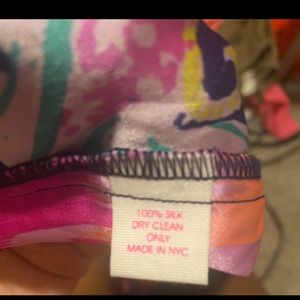 100% SILK
DRY CLEAN
ONLY
MADE IN NYC